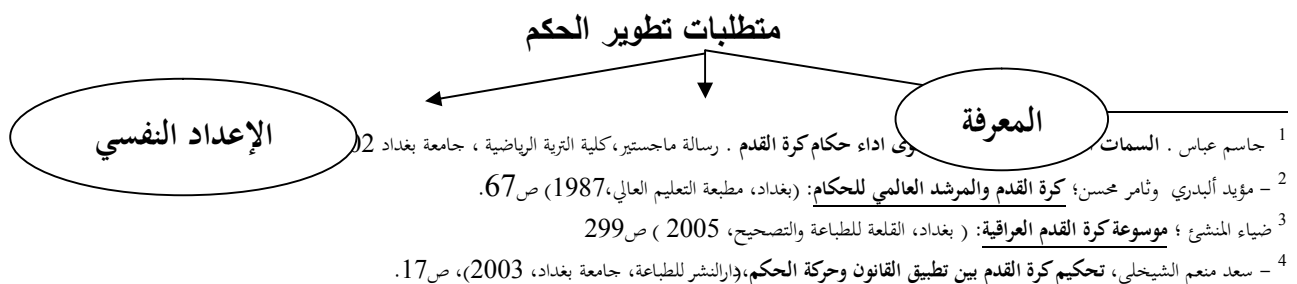 متطلبات تطوير الحكم
المعرفة
الإعداد النفسي
1 جاسم عباس . السمات اداء حكام كرة القدم . رسالة ماجستير،كلية التربة الرياضية ، جامعة بغداد
2 – مؤيد ألبدري وثامر محسن؛ كرة القدم والمرشد العالمي للحكام: (بغداد، مطبعة التعليم العالي،1987) ص67.
3 ضياء المنشئ ؛ موسوعة كرة القدم العراقية: ( بغداد، القلعة للطباعة والتصحيح، 2005 ) ص299
4 – سعد منعم الشيخلي، تحكيم كرة القدم بين تطبيق القانون وحركة الحكم،(دارالنشر للطباعة، جامعة بغداد، 2003)، ص17.